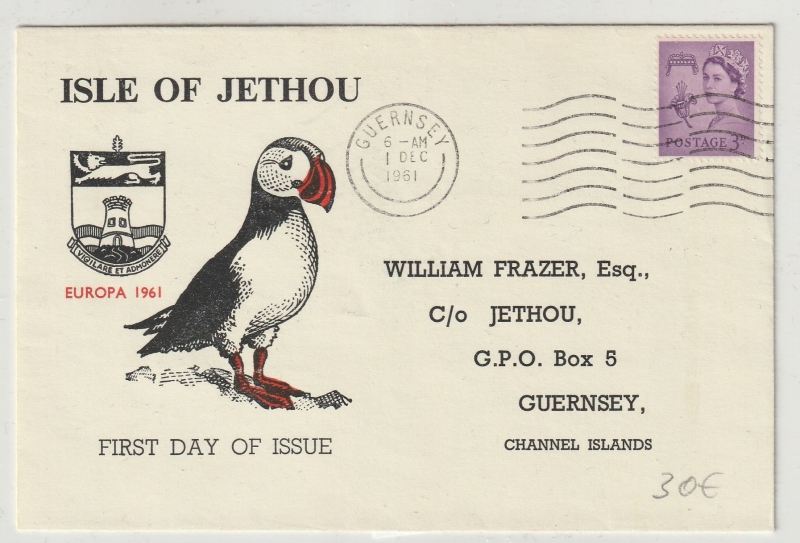 ISLE OF JETHOU
GUERNSEY
6 - AM
1 DEC
1961
POSTAGE 3D
VIGILARE ET ADMONERE
EUROPA 1961
WILLIAM FRAZER, Esq.,
C/o JETHOU,
G.P.O. Box 5
GUERNSEY,
CHANNEL ISLANDS
FIRST DAY OF ISSUE
30€